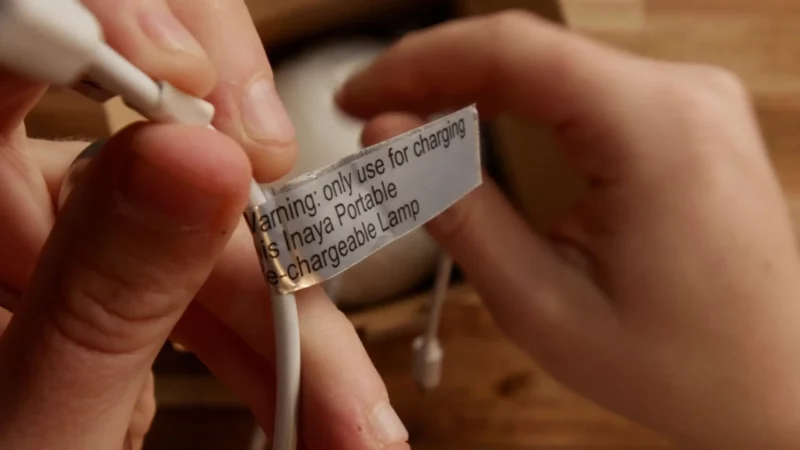 Warning: only use for charging
is Inaya Portable
e-chargeable Lamp